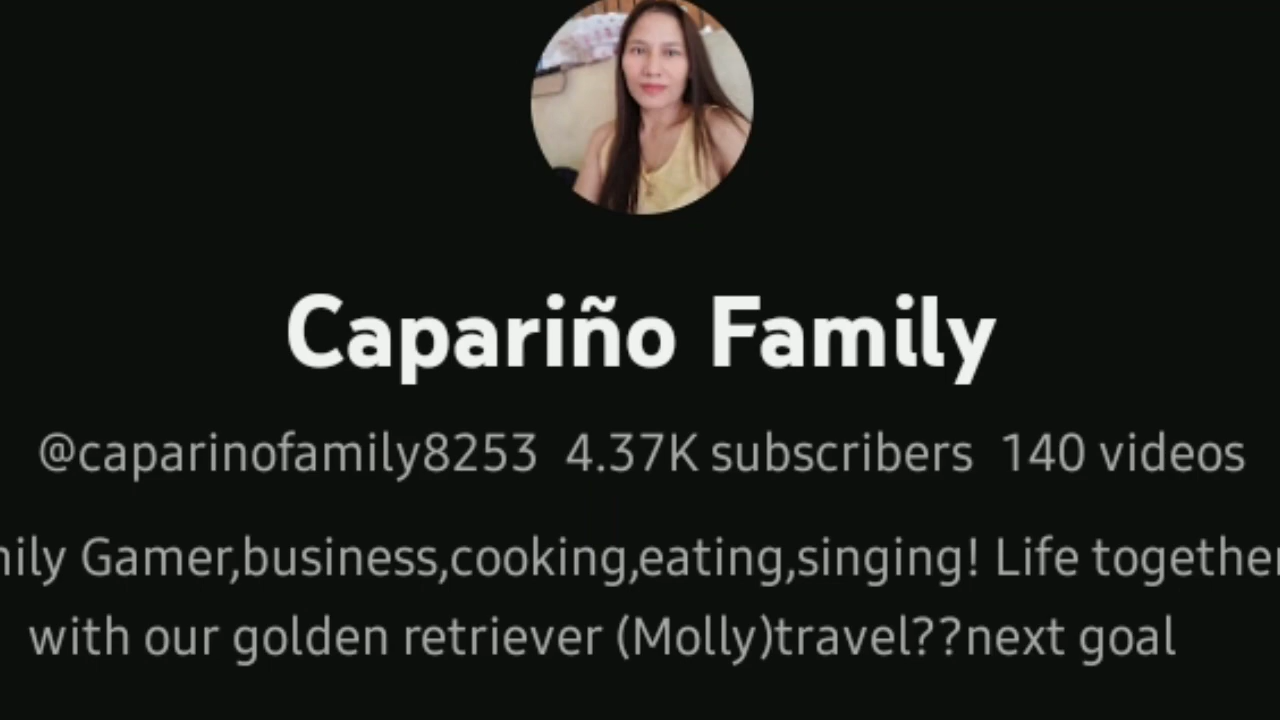 Capariño Family
@caparinofamily8253 4.37K subscribers 140 videos
Gamer,business,cooking,eating,singing! Life together
with our golden retriever (Molly)travel??next goal